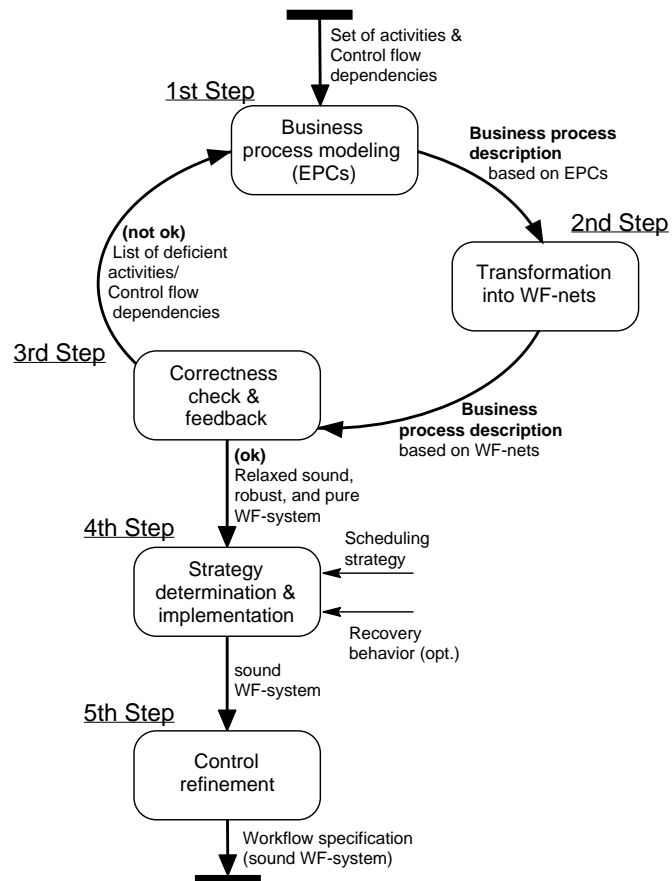 Set of activities &
Control flow
dependencies
1st Step
Business
process modeling
(EPCs)
Business process
description
based on EPCs
2nd Step
Transformation
into WF-nets
(not ok)
List of deficient
activities/
Control flow
dependencies
3rd Step
Correctness
check &
feedback
Business
process description
based on WF-nets
(ok)
Relaxed sound,
robust, and pure
WF-system
4th Step
Strategy
determination &
implementation
Scheduling
strategy
Recovery
behavior (opt.)
sound
WF-system
5th Step
Control
refinement
Workflow specification
(sound WF-system)